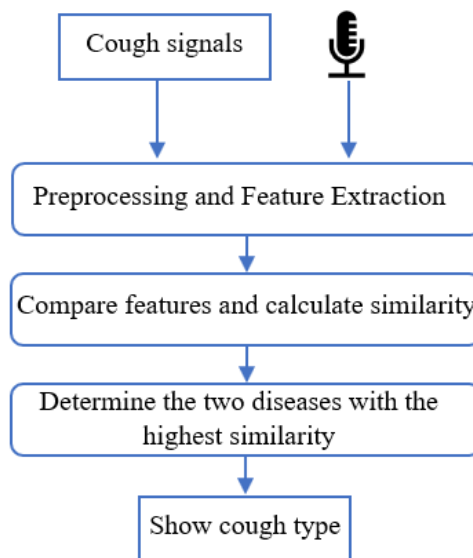 Cough signals
Preprocessing and Feature Extraction
Compare features and calculate similarity
Determine the two diseases with the
highest similarity
Show cough type